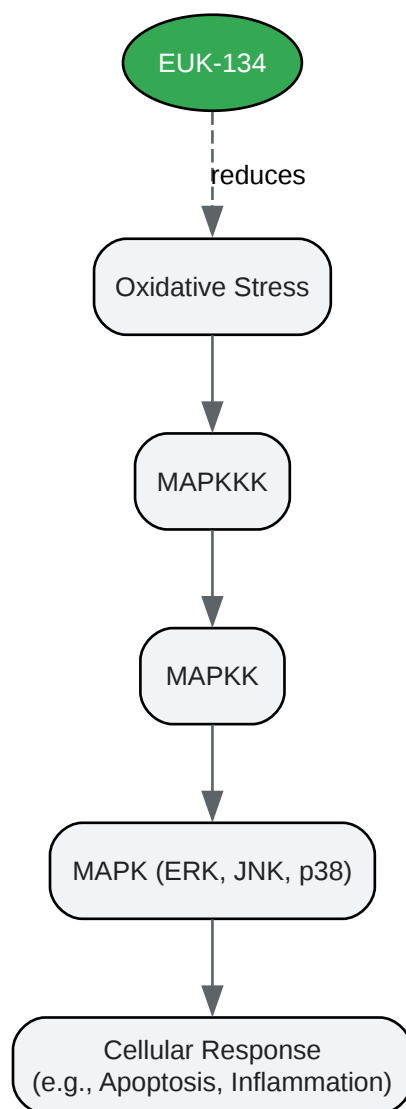 EUK-134
reduces
Oxidative Stress
MAPKKK
MAPKK
MAPK (ERK, JNK, p38)
Cellular Response
(e.g., Apoptosis, Inflammation)